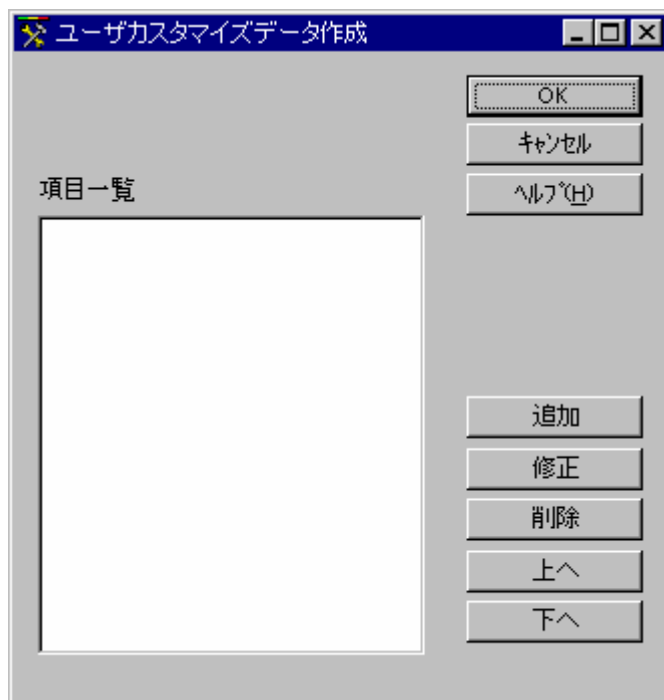 ユーザカスタマイズデータ作成
OK
キャンセル
ﾍﾙﾌﾟ(H)
項目一覧
追加
修正
削除
上へ
下へ